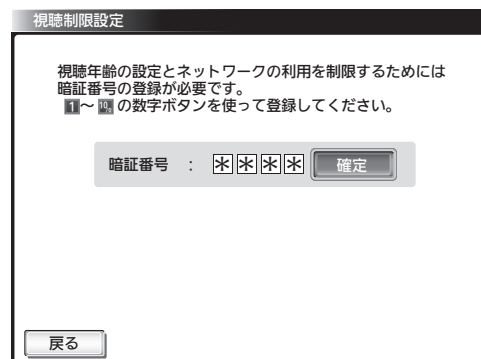 視聴制限設定
視聴年齢の設定とネットワークの利用を制限するためには
暗証番号の登録が必要です。
1～10 の数字ボタンを使って登録してください。
暗証番号 : ＊＊＊＊ 確定
戻る